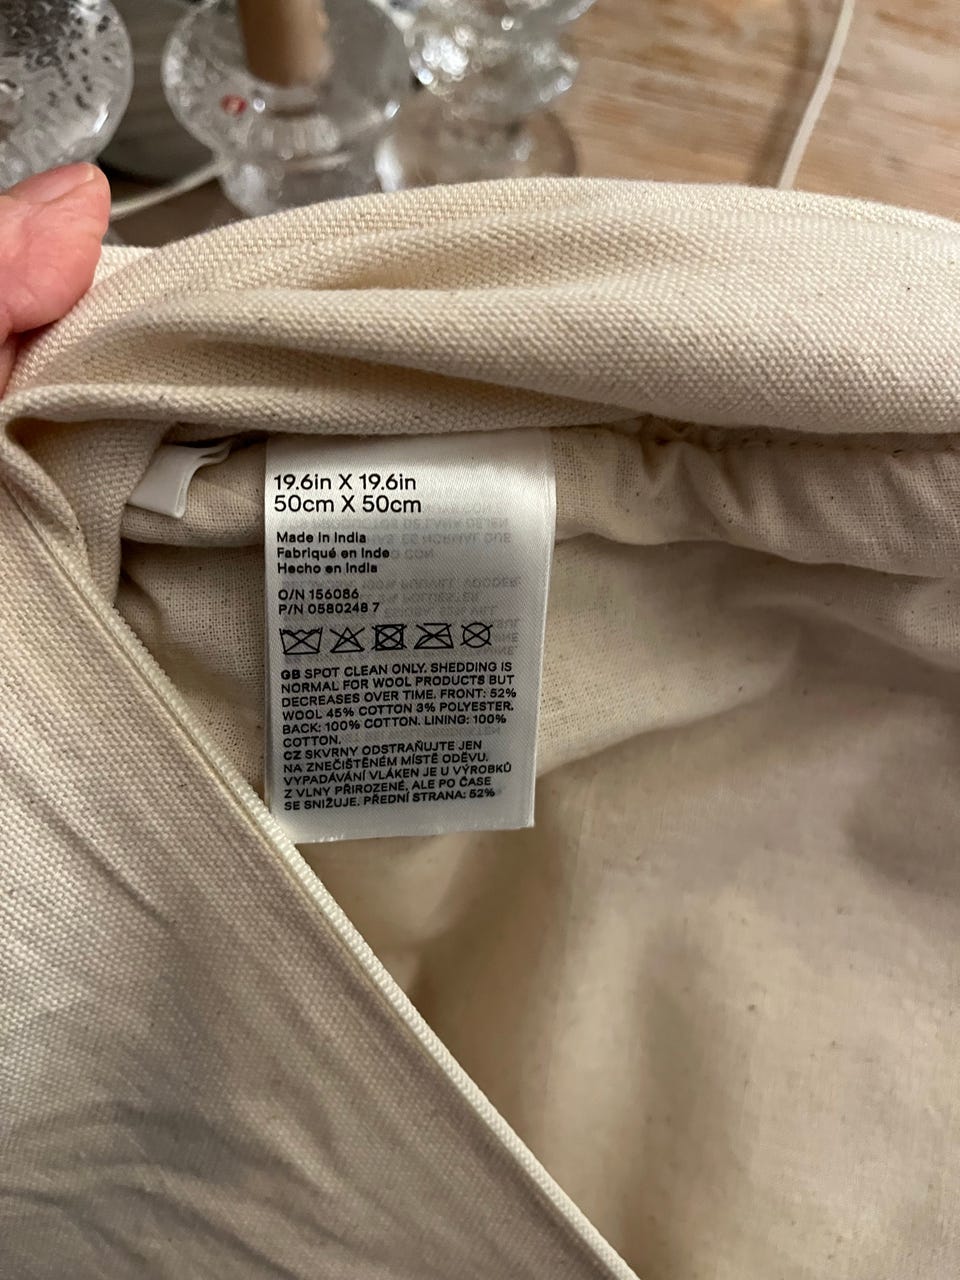 19.6in X 19.6in
50cm X 50cm
Made in India
Fabriqué en Inde
Hecho en India
O/N 156086
P/N 0580248 7
GB SPOT CLEAN ONLY. SHEDDING IS
NORMAL FOR WOOL PRODUCTS BUT
DECREASES OVER TIME. FRONT: 52%
WOOL 45% COTTON 3% POLYESTER.
BACK: 100% COTTON. LINING: 100%
COTTON.
CZ SKVRNY ODSTRAŇUJTE JEN
NA ZNEČIŠTĚNÉM MÍSTĚ ODĚVU.
VYPADÁVÁNÍ VLÁKEN JE U VÝROBKŮ
Z VLNY PŘIROZENÉ, ALE PO ČASE
SE SNIŽUJE. PŘEDNÍ STRANA: 52%